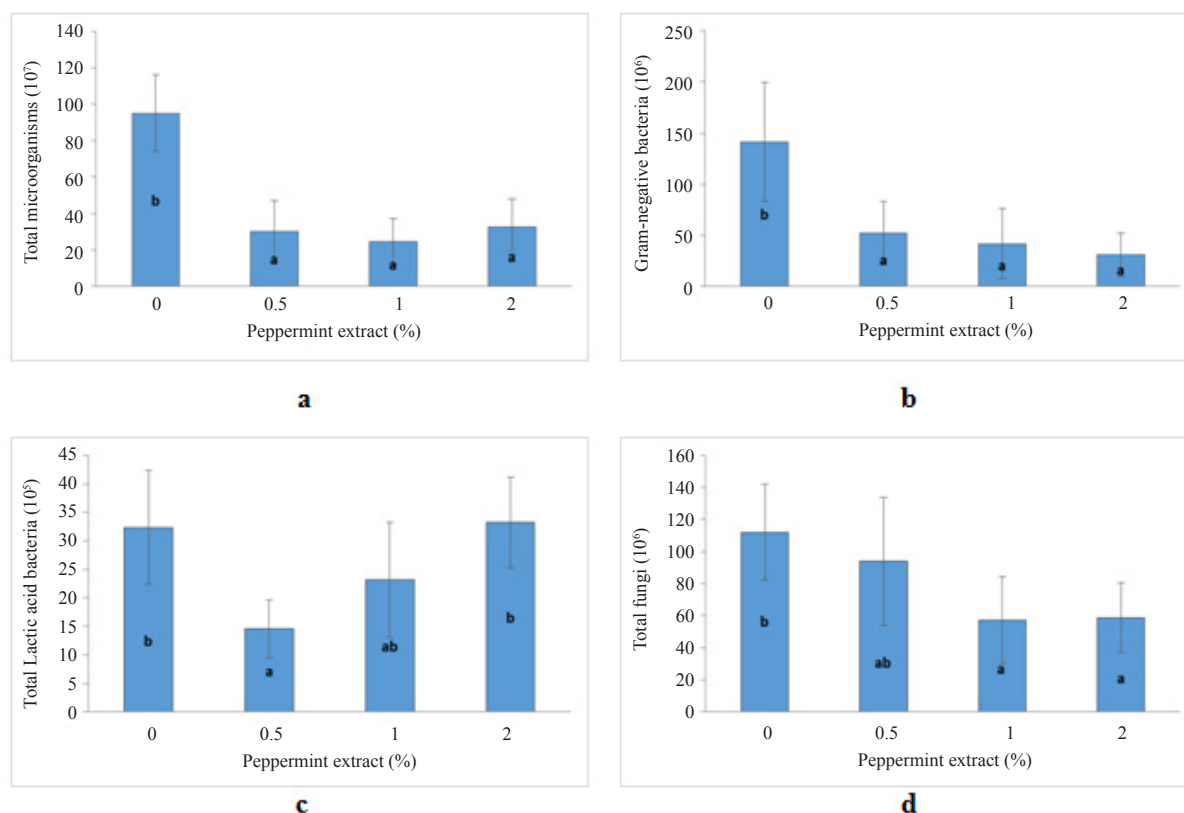 Total microorganisms (10⁷)
140
120
100
80
60
40
20
0
b
a
a
a
0 0.5 1 2
Peppermint extract (%)
a
Gram-negative bacteria (10⁶)
250
200
150
100
50
0
b
a
a
a
0 0.5 1 2
Peppermint extract (%)
b
Total Lactic acid bacteria (10⁵)
45
40
35
30
25
20
15
10
5
0
b
a
ab
b
0 0.5 1 2
Peppermint extract (%)
c
Total fungi (10⁶)
160
140
120
100
80
60
40
20
0
b
ab
a
a
0 0.5 1 2
Peppermint extract (%)
d